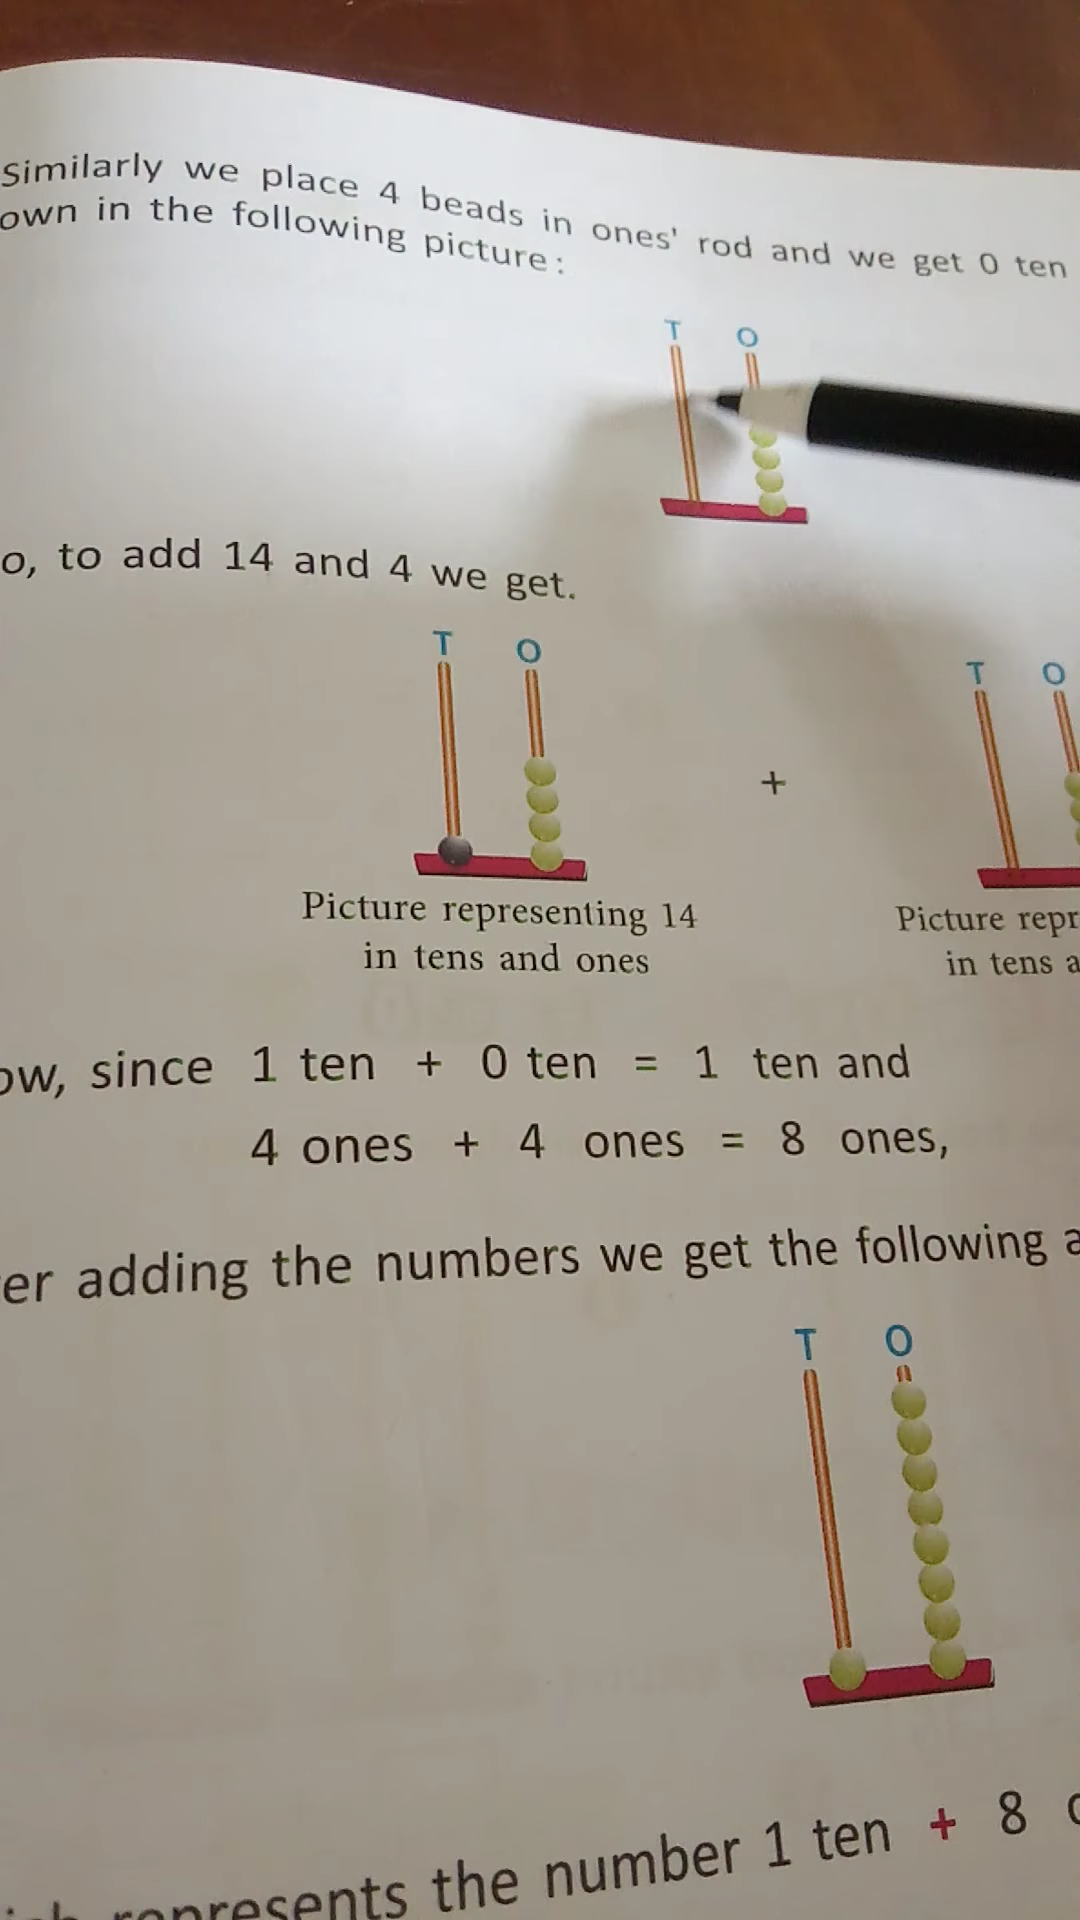 Similarly we place 4 beads in ones' rod and we get 0 ten
own in the following picture :
T O
o, to add 14 and 4 we get.
T O
+
T O
Picture representing 14
in tens and ones
Picture repr
in tens a
ow, since 1 ten + 0 ten = 1 ten and
4 ones + 4 ones = 8 ones,
er adding the numbers we get the following a
T O
represents the number 1 ten + 8